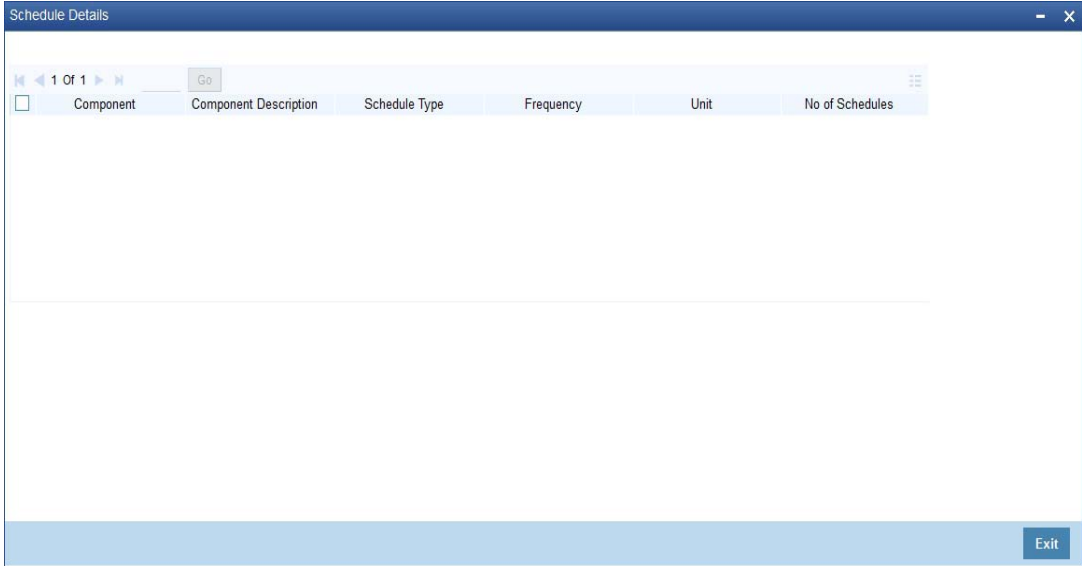 Schedule Details
1 Of 1 Go
Component Component Description Schedule Type Frequency Unit No of Schedules
Exit